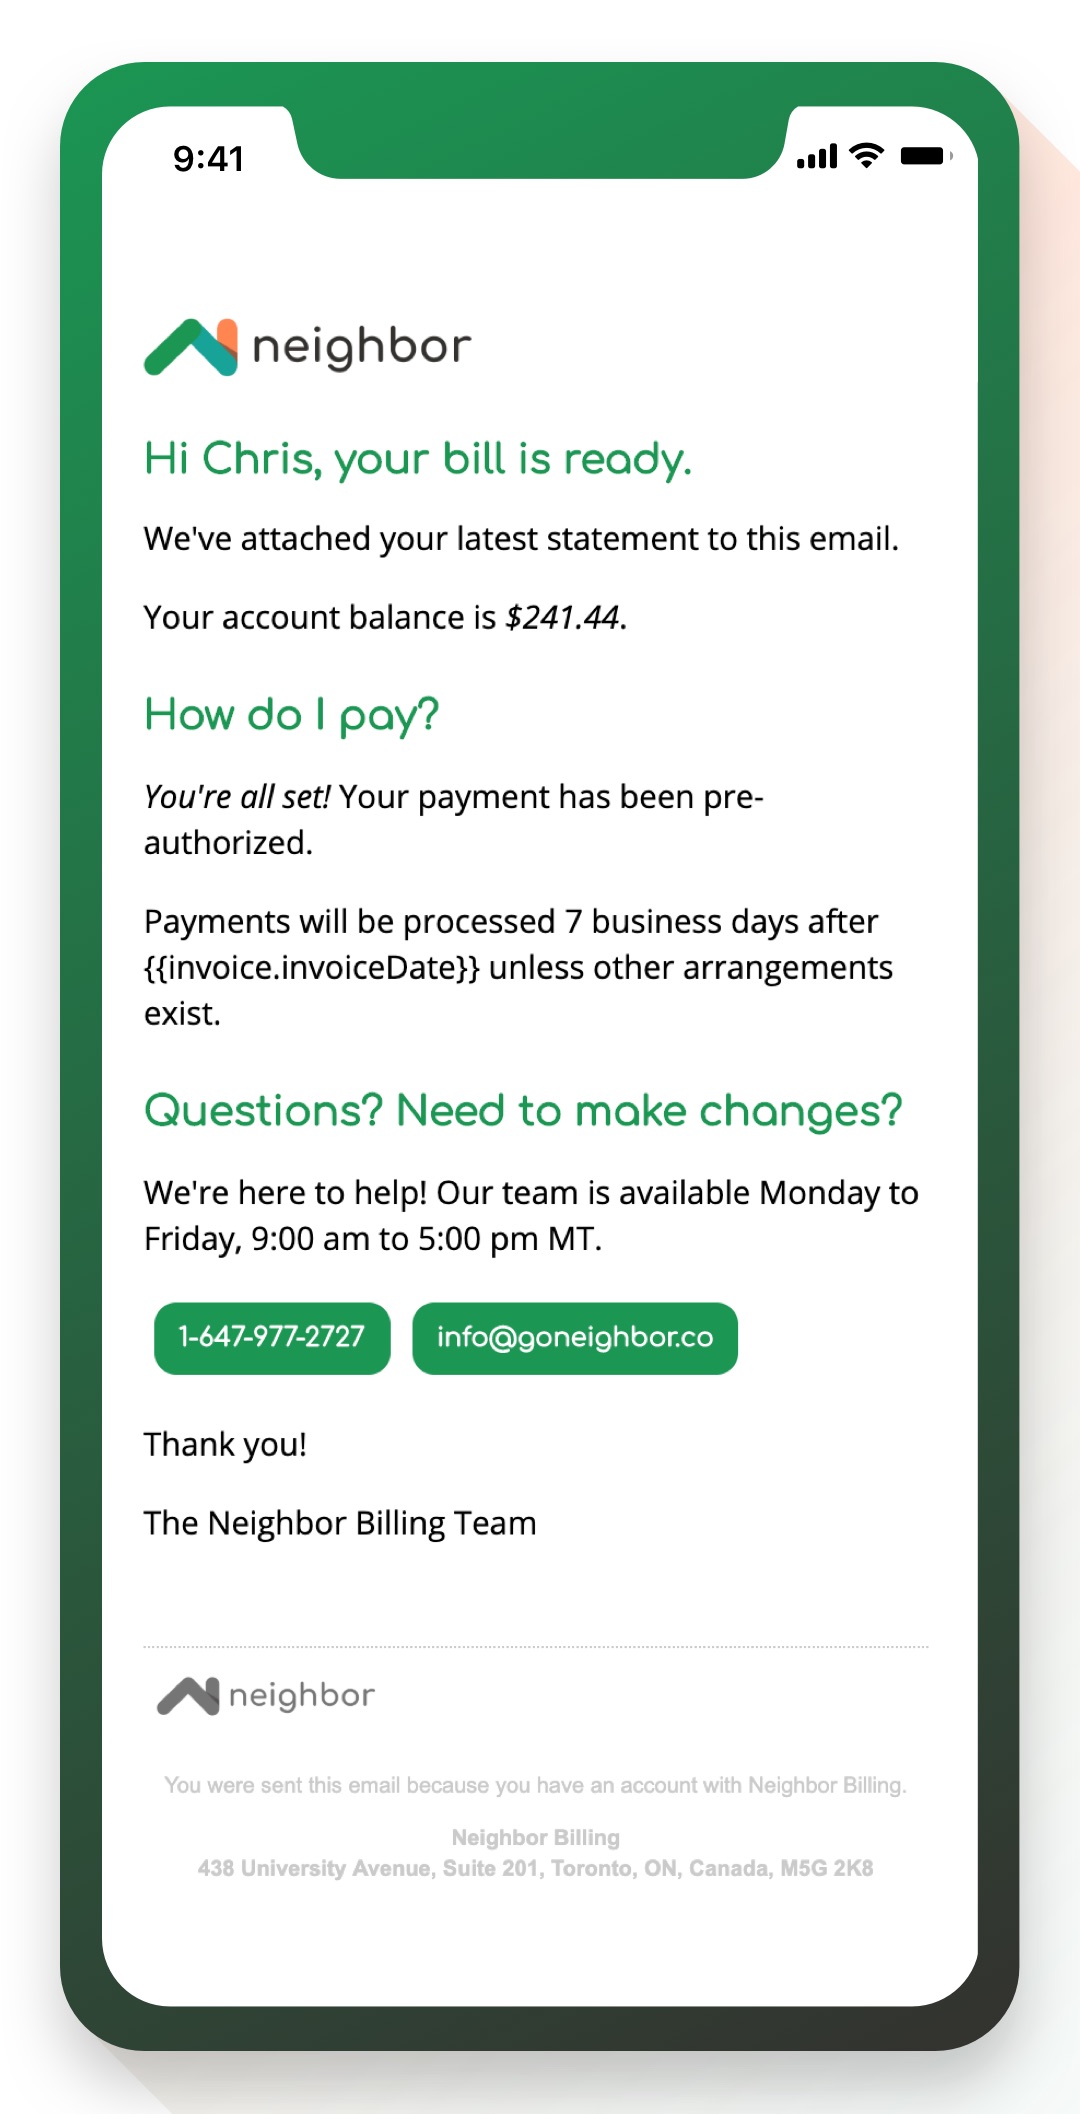 9:41
neighbor
Hi Chris, your bill is ready.
We've attached your latest statement to this email.
Your account balance is $241.44.
How do I pay?
You're all set! Your payment has been pre-
authorized.
Payments will be processed 7 business days after
{{invoice.invoiceDate}} unless other arrangements
exist.
Questions? Need to make changes?
We're here to help! Our team is available Monday to
Friday, 9:00 am to 5:00 pm MT.
1-647-977-2727 info@goneighbor.co
Thank you!
The Neighbor Billing Team
neighbor
You were sent this email because you have an account with Neighbor Billing.
Neighbor Billing
438 University Avenue, Suite 201, Toronto, ON, Canada, M5G 2K8